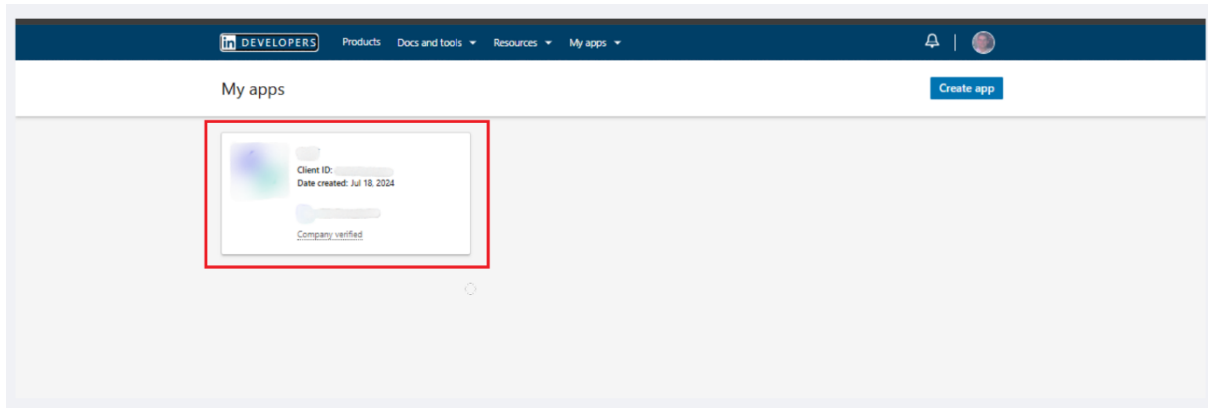 in DEVELOPERS Products Docs and tools Resources My apps
My apps
Create app
Client ID:
Date created: Jul 18, 2024
Company verified